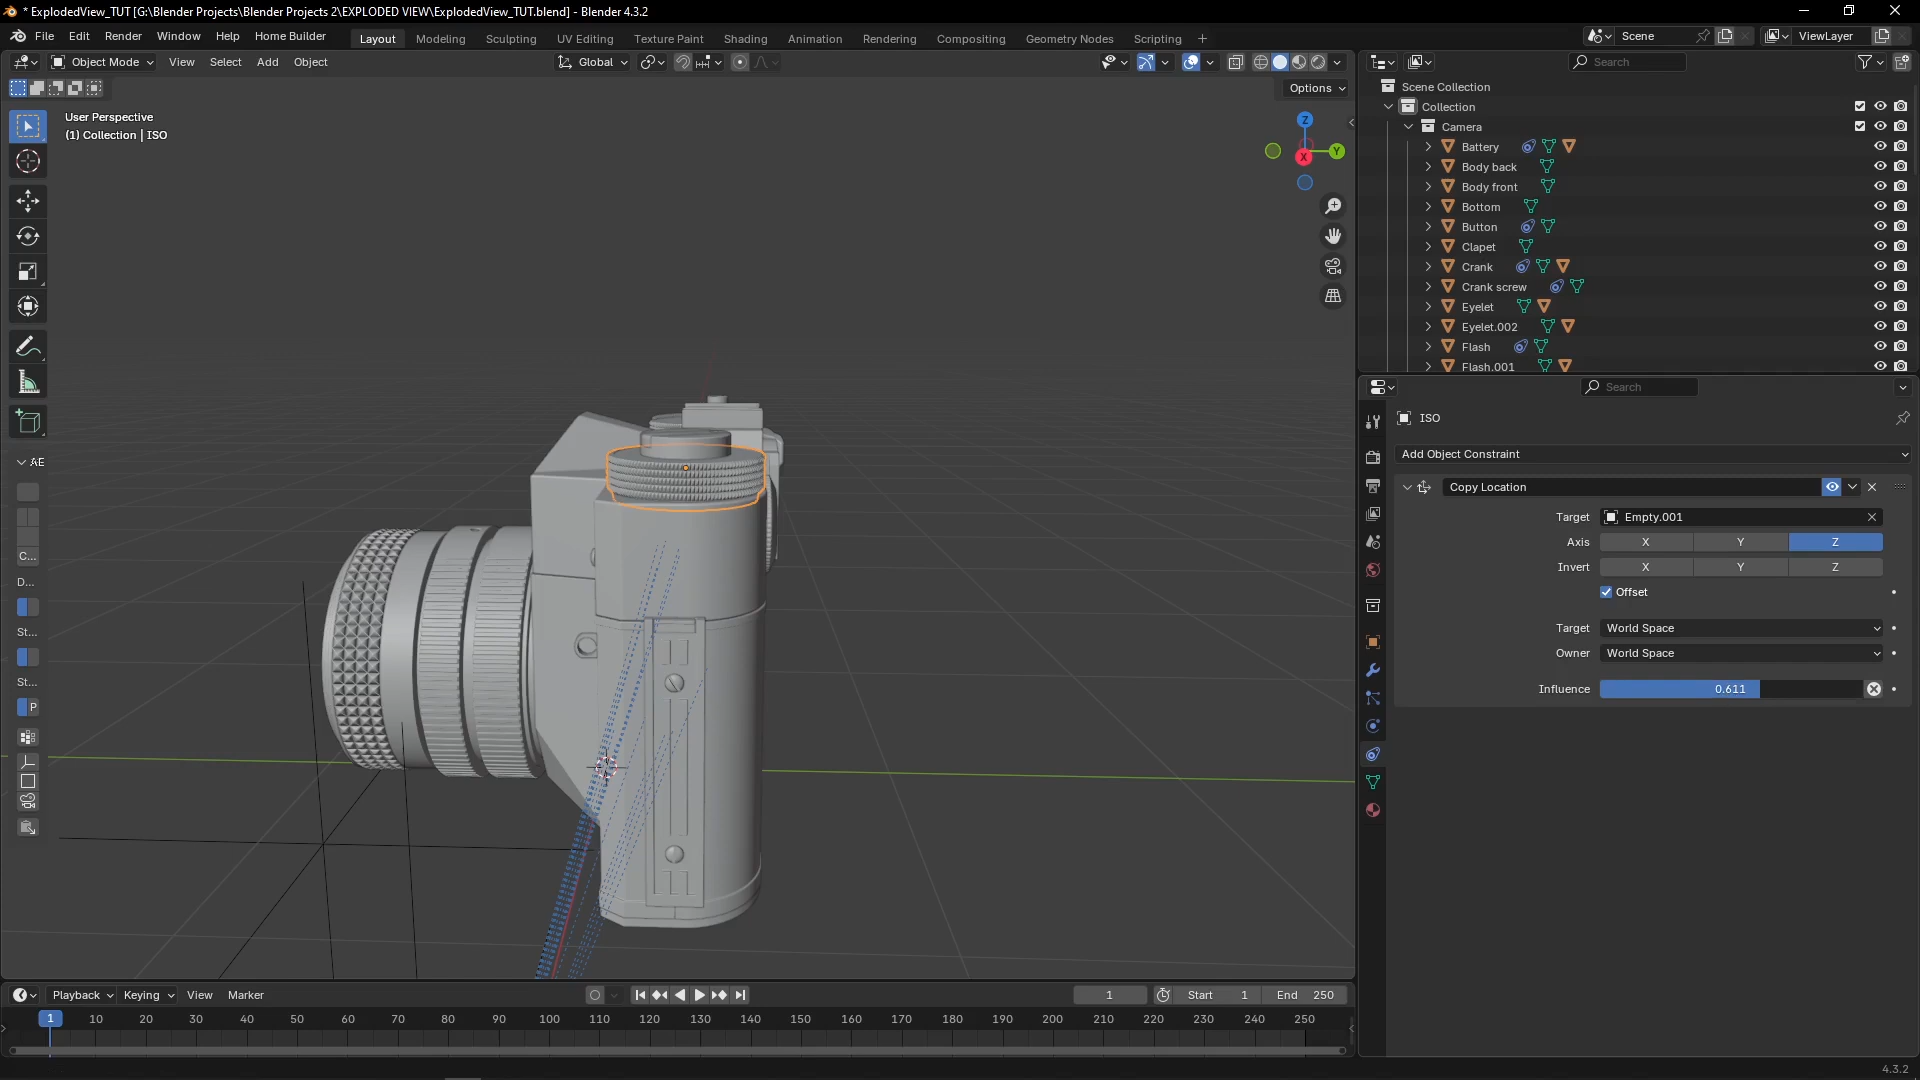 * ExplodedView_TUT [G:\Blender Projects\Blender Projects 2\EXPLODED VIEW\ExplodedView_TUT.blend] - Blender 4.3.2
File Edit Render Window Help Home Builder
Layout Modeling Sculpting UV Editing Texture Paint Shading Animation Rendering Compositing Geometry Nodes Scripting +
Scene ViewLayer
Object Mode View Select Add Object Global
Search
Options
User Perspective
(1) Collection | ISO
Z
Y
X
AE
C...
D...
St...
St...
P
Scene Collection
Collection
Camera
Battery
Body back
Body front
Bottom
Button
Clapet
Crank
Crank screw
Eyelet
Eyelet.002
Flash
Flash.001
Search
ISO
Add Object Constraint
Copy Location
Target Empty.001
Axis X Y Z
Invert X Y Z
Offset
Target World Space
Owner World Space
Influence 0.611
Playback Keying View Marker
1 Start 1 End 250
1 10 20 30 40 50 60 70 80 90 100 110 120 130 140 150 160 170 180 190 200 210 220 230 240 250
4.3.2